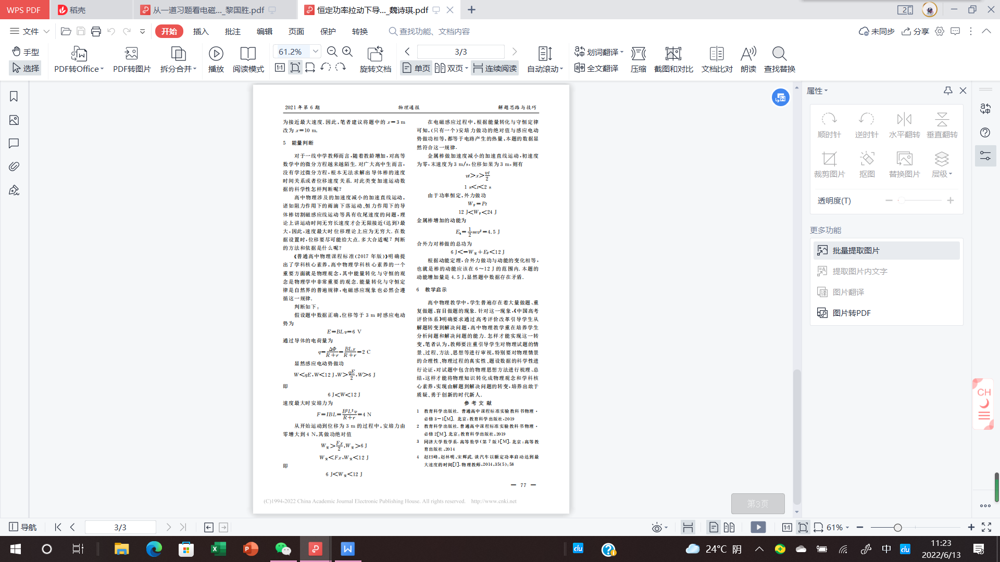 WPS PDF
稻壳
从一道习题看电磁..._黎国胜.pdf
恒定功率拉动下导..._魏诗琪.pdf
文件
开始
插入
批注
编辑
页面
保护
转换
查找功能、文档内容
未同步
分享
手型
选择
PDF转Office
PDF转图片
拆分合并
播放
阅读模式
61.2%
旋转文档
3/3
单页
双页
连续阅读
自动滚动
划词翻译
全文翻译
压缩
截图和对比
文档比对
朗读
查找替换
2021年第6期 物理通报 解题思路与技巧
为接近最大速度.因此,笔者建议将题中的x=3 m
改为x=10 m.
5 能量判断
对于一线中学教师而言,随着教龄增加,对高等
数学中的微分方程越来越陌生.对广大高中生而言,
没有学过微分方程,根本无法求解出导体棒的速度
时间关系或者位移速度关系.对此类变加速运动数
据的科学性怎样判断呢?
高中物理涉及的加速度减小的加速直线运动,
诸如阻力作用下的雨滴下落运动、恒力作用下的导
体棒切割磁感应线运动等具有收尾速度的问题,理
论上讲运动时间无穷长速度才会无限接近(达到)最
大,因此,速度最大时位移理论上应为无穷大.在数
据设置时,位移要尽可能给大点.多大合适呢?判断
的方法和依据是什么呢?
《普通高中物理课程标准(2017年版)》明确提
出了学科核心素养,高中物理学科核心素养的一个
重要方面就是物理观念,其中能量转化与守恒的观
念是物理学中非常重要的观念.能量转化与守恒定
律是自然界的普遍规律,电磁感应现象也必然会遵
循这一规律.
判断如下:
假设题中数据正确,位移等于3 m时感应电动
势为
E=BLv=6 V
通过导体的电荷量为
q=ΔΦ/(R+r)=BLx/(R+r)=2 C
显然感应电动势做功
W<qE,W<12 J,W>qE/2,W>6 J
即
6 J<W<12 J
速度最大时安培力为
F=IBL=B²L²v/(R+r)=4 N
从开始运动到位移为3 m的过程中,安培力由
零增大到4 N,其做功绝对值
W安>Fx/2,W安>6 J
W安<Fx,W安<12 J
即
6 J<W安<12 J
在电磁感应过程中,根据能量转化与守恒定律
可知,(只有一个)安培力做功的绝对值与感应电动
势做功相等,都等于电路产生的热量,本题的数据显
然符合这一规律.
金属棒做加速度减小的加速直线运动,初速度
为零,末速度为3 m/s,位移如果为3 m,则有
vt>x>vt/2
1 s<t<2 s
由于功率恒定,外力做功
WF=Pt
12 J<WF<24 J
金属棒增加的动能为
Ek=1/2mv²=4.5 J
合外力对棒做的总功为
6 J<-W安+EF<12 J
根据动能定理,合外力做功与动能的变化相等,
也就是棒的动能应该在6~12 J的范围内.本题的
动能增加量是4.5 J,显然题中数据存在矛盾.
6 教学启示
高中物理教学中,学生普遍存在着大量做题、重
复做题、盲目做题的现象.针对这一现象,《中国高考
评价体系》明确要求通过高考评价改革引导学生从
解题转变到解决问题,高中物理教学重在培养学生
分析问题和解决问题的能力.怎样才能实现这一转
变,笔者认为,教师要注重引导学生对物理试题的情
景、过程、方法、思想等进行审视,特别要对物理情景
的合理性、物理过程的真实性、题设数据的科学性进
行论证,对试题中包含的物理思想方法进行梳理、总
结,这样才能将物理知识转化成物理观念和学科核
心素养,实现由解题到解决问题的转变,培养出敢于
质疑、勇于创新的时代新人.
参考文献
1 教育科学出版社.普通高中课程标准实验教科书物理·
必修3-1[M].北京:教育科学出版社,2019
2 教育科学出版社.普通高中课程标准实验教科书物理·
必修2[M].北京:教育科学出版社,2019
3 同济大学数学系.高等数学(第7版)[M].北京:高等教
育出版社,2014
4 赵曰峰,赵林明,宋辉武.谈汽车以额定功率启动达到最
大速度的时间[J].物理教师,2014,35(5):58
— 77 —
(C)1994-2022 China Academic Journal Electronic Publishing House. All rights reserved. http://www.cnki.net
第3页
属性
顺时针
逆时针
水平翻转
垂直翻转
裁剪图片
抠图
替换图片
层级
透明度(T)
更多功能
批量提取图片
提取图片内文字
图片翻译
图片转PDF
CH
导航
3/3
61%
24°C 阴
中
du
11:23
2022/6/13